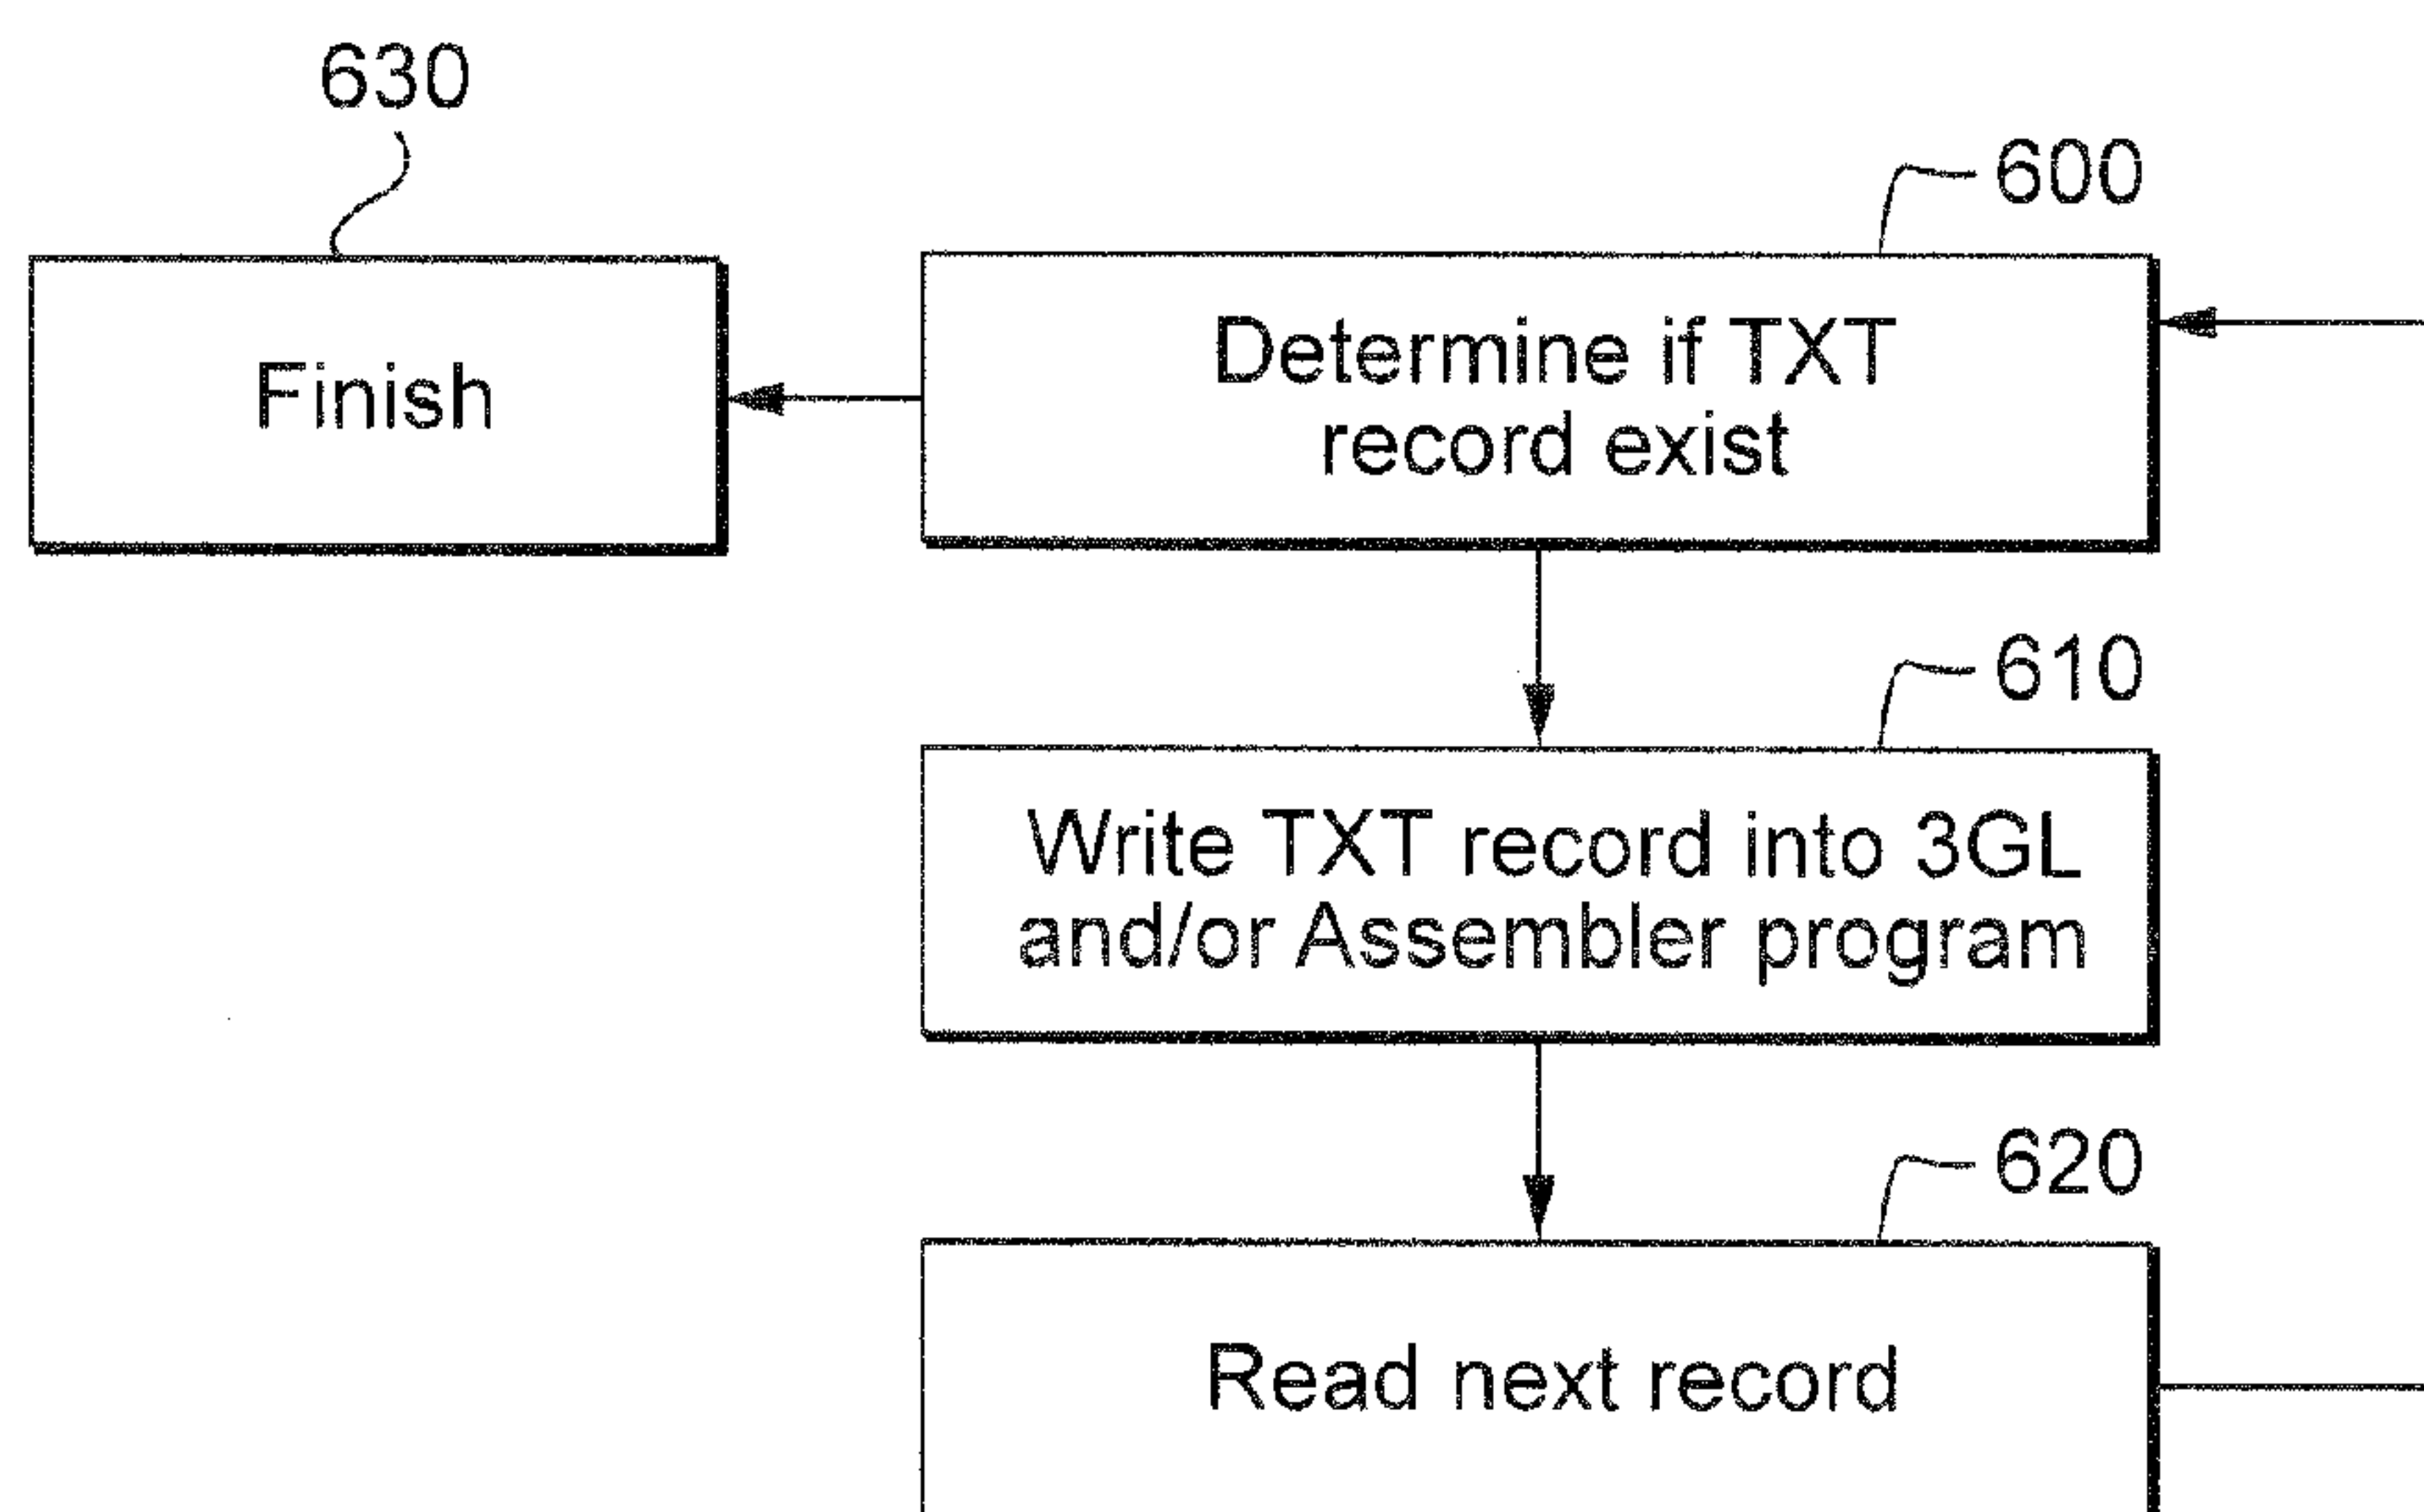 630
600
Finish
Determine if TXT
record exist
610
Write TXT record into 3GL
and/or Assembler program
620
Read next record